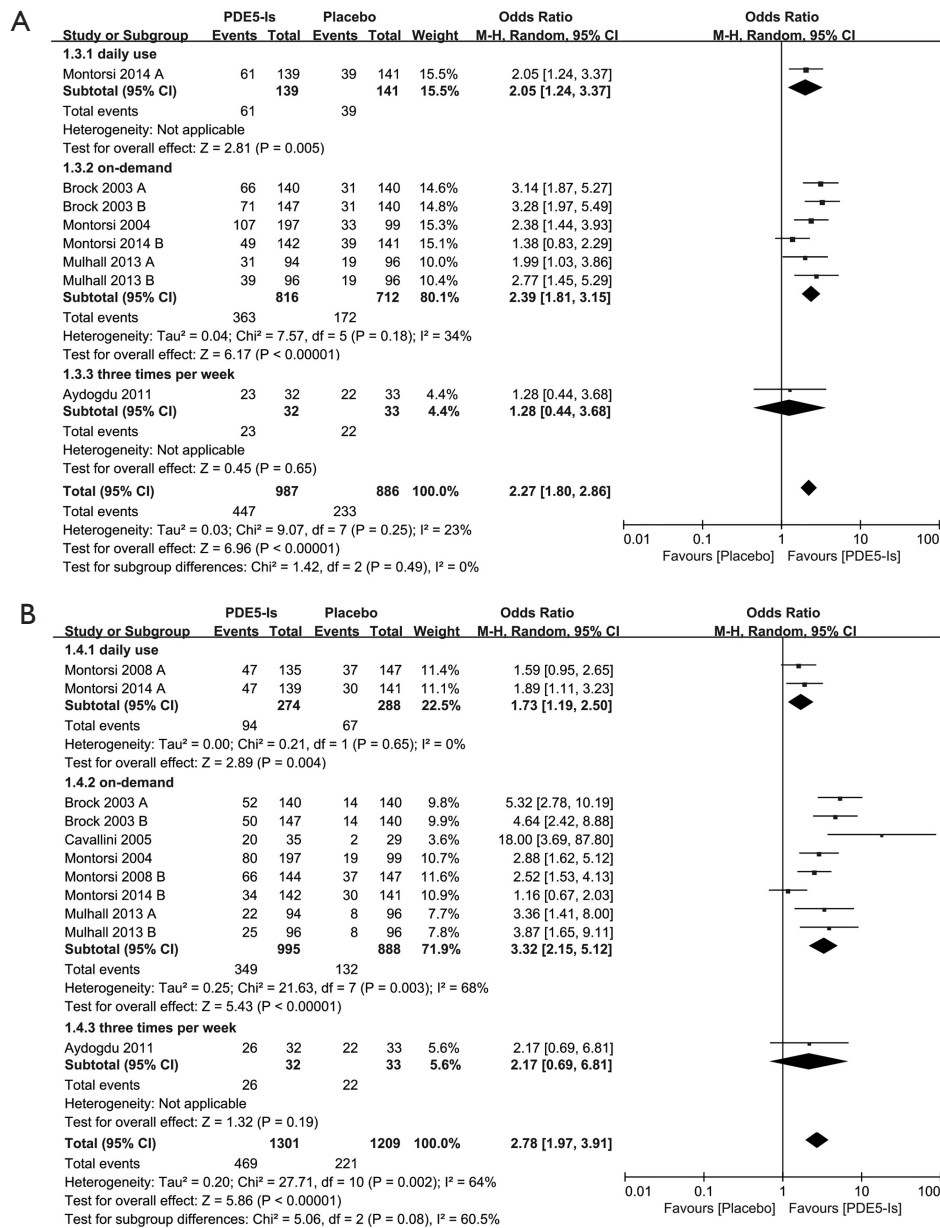 A
PDE5-Is Placebo Odds Ratio Odds Ratio
Study or Subgroup Events Total Events Total Weight M-H, Random, 95% CI M-H, Random, 95% CI
1.3.1 daily use
Montorsi 2014 A 61 139 39 141 15.5% 2.05 [1.24, 3.37]
Subtotal (95% CI) 139 141 15.5% 2.05 [1.24, 3.37]
Total events 61 39
Heterogeneity: Not applicable
Test for overall effect: Z = 2.81 (P = 0.005)
1.3.2 on-demand
Brock 2003 A 66 140 31 140 14.6% 3.14 [1.87, 5.27]
Brock 2003 B 71 147 31 140 14.8% 3.28 [1.97, 5.49]
Montorsi 2004 107 197 33 99 15.3% 2.38 [1.44, 3.93]
Montorsi 2014 B 49 142 39 141 15.1% 1.38 [0.83, 2.29]
Mulhall 2013 A 31 94 19 96 10.0% 1.99 [1.03, 3.86]
Mulhall 2013 B 39 96 19 96 10.4% 2.77 [1.45, 5.29]
Subtotal (95% CI) 816 712 80.1% 2.39 [1.81, 3.15]
Total events 363 172
Heterogeneity: Tau² = 0.04; Chi² = 7.57, df = 5 (P = 0.18); I² = 34%
Test for overall effect: Z = 6.17 (P < 0.00001)
1.3.3 three times per week
Aydogdu 2011 23 32 22 33 4.4% 1.28 [0.44, 3.68]
Subtotal (95% CI) 32 33 4.4% 1.28 [0.44, 3.68]
Total events 23 22
Heterogeneity: Not applicable
Test for overall effect: Z = 0.45 (P = 0.65)
Total (95% CI) 987 886 100.0% 2.27 [1.80, 2.86]
Total events 447 233
Heterogeneity: Tau² = 0.03; Chi² = 9.07, df = 7 (P = 0.25); I² = 23%
Test for overall effect: Z = 6.96 (P < 0.00001)
Test for subgroup differences: Chi² = 1.42, df = 2 (P = 0.49), I² = 0%
0.01 0.1 1 10 100
Favours [Placebo] Favours [PDE5-Is]
B
PDE5-Is Placebo Odds Ratio Odds Ratio
Study or Subgroup Events Total Events Total Weight M-H, Random, 95% CI M-H, Random, 95% CI
1.4.1 daily use
Montorsi 2008 A 47 135 37 147 11.4% 1.59 [0.95, 2.65]
Montorsi 2014 A 47 139 30 141 11.1% 1.89 [1.11, 3.23]
Subtotal (95% CI) 274 288 22.5% 1.73 [1.19, 2.50]
Total events 94 67
Heterogeneity: Tau² = 0.00; Chi² = 0.21, df = 1 (P = 0.65); I² = 0%
Test for overall effect: Z = 2.89 (P = 0.004)
1.4.2 on-demand
Brock 2003 A 52 140 14 140 9.8% 5.32 [2.78, 10.19]
Brock 2003 B 50 147 14 140 9.9% 4.64 [2.42, 8.88]
Cavallini 2005 20 35 2 29 3.6% 18.00 [3.69, 87.80]
Montorsi 2004 80 197 19 99 10.7% 2.88 [1.62, 5.12]
Montorsi 2008 B 66 144 37 147 11.6% 2.52 [1.53, 4.13]
Montorsi 2014 B 34 142 30 141 10.9% 1.16 [0.67, 2.03]
Mulhall 2013 A 22 94 8 96 7.7% 3.36 [1.41, 8.00]
Mulhall 2013 B 25 96 8 96 7.8% 3.87 [1.65, 9.11]
Subtotal (95% CI) 995 888 71.9% 3.32 [2.15, 5.12]
Total events 349 132
Heterogeneity: Tau² = 0.25; Chi² = 21.63, df = 7 (P = 0.003); I² = 68%
Test for overall effect: Z = 5.43 (P < 0.00001)
1.4.3 three times per week
Aydogdu 2011 26 32 22 33 5.6% 2.17 [0.69, 6.81]
Subtotal (95% CI) 32 33 5.6% 2.17 [0.69, 6.81]
Total events 26 22
Heterogeneity: Not applicable
Test for overall effect: Z = 1.32 (P = 0.19)
Total (95% CI) 1301 1209 100.0% 2.78 [1.97, 3.91]
Total events 469 221
Heterogeneity: Tau² = 0.20; Chi² = 27.71, df = 10 (P = 0.002); I² = 64%
Test for overall effect: Z = 5.86 (P < 0.00001)
Test for subgroup differences: Chi² = 5.06, df = 2 (P = 0.08), I² = 60.5%
0.01 0.1 1 10 100
Favours [Placebo] Favours [PDE5-Is]